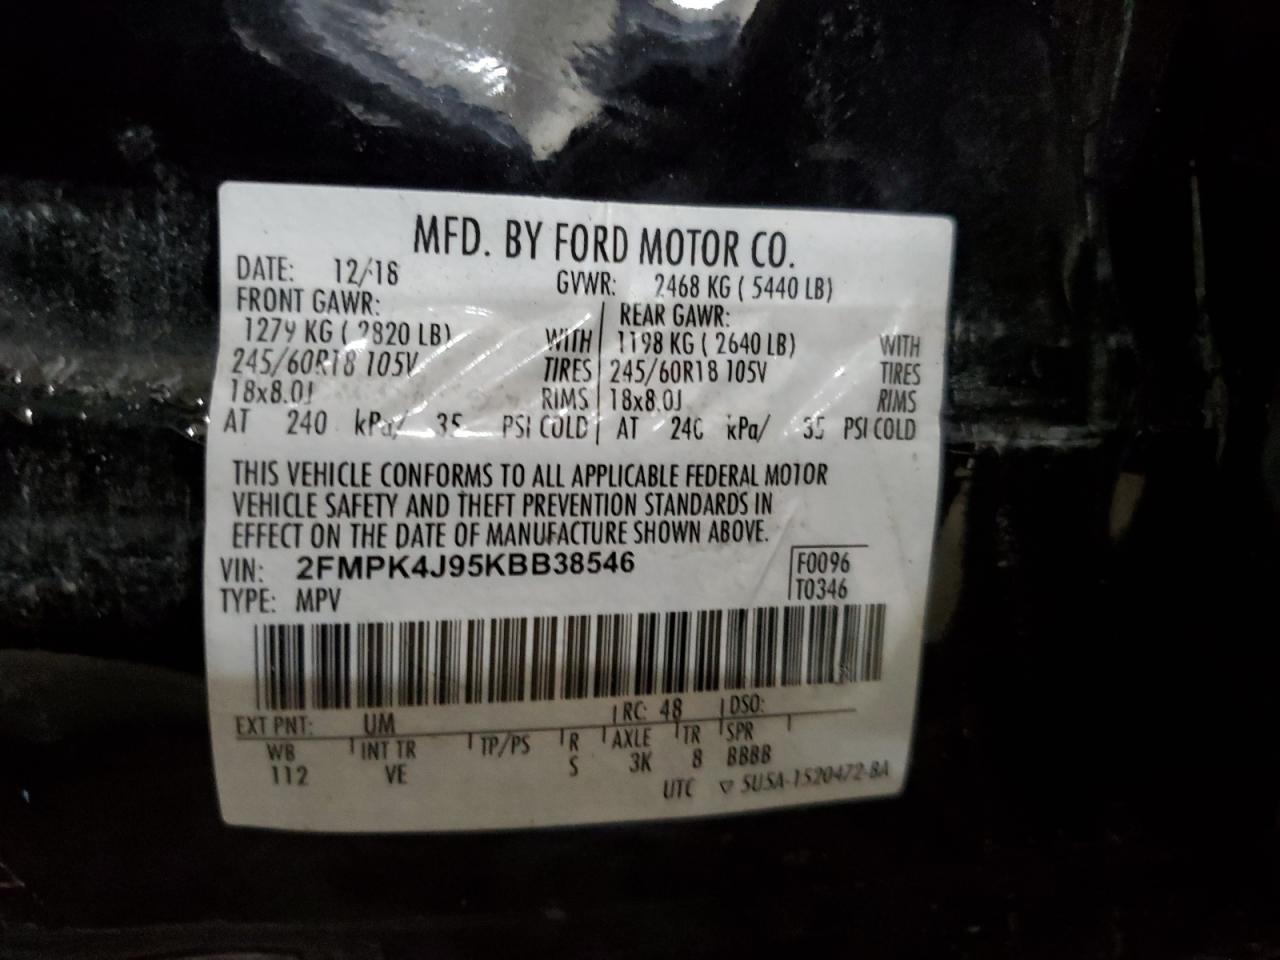 MFD. BY FORD MOTOR CO.
DATE: 12/18 GVWR: 2468 KG ( 5440 LB)
FRONT GAWR: REAR GAWR:
1279 KG ( 2820 LB) WITH 1198 KG ( 2640 LB) WITH
245/60R18 105V TIRES 245/60R18 105V TIRES
18x8.0J RIMS 18x8.0J RIMS
AT 240 kPa/ 35 PSI COLD AT 240 kPa/ 35 PSI COLD
THIS VEHICLE CONFORMS TO ALL APPLICABLE FEDERAL MOTOR
VEHICLE SAFETY AND THEFT PREVENTION STANDARDS IN
EFFECT ON THE DATE OF MANUFACTURE SHOWN ABOVE.
VIN: 2FMPK4J95KBB38546 F0096
TYPE: MPV T0346
EXT PNT: UM RC: 48 DSO:
WB INT TR TP/PS R AXLE TR SPR
112 VE S 3K 8 BBBB
UTC ▽ 5USA-1520472-BA